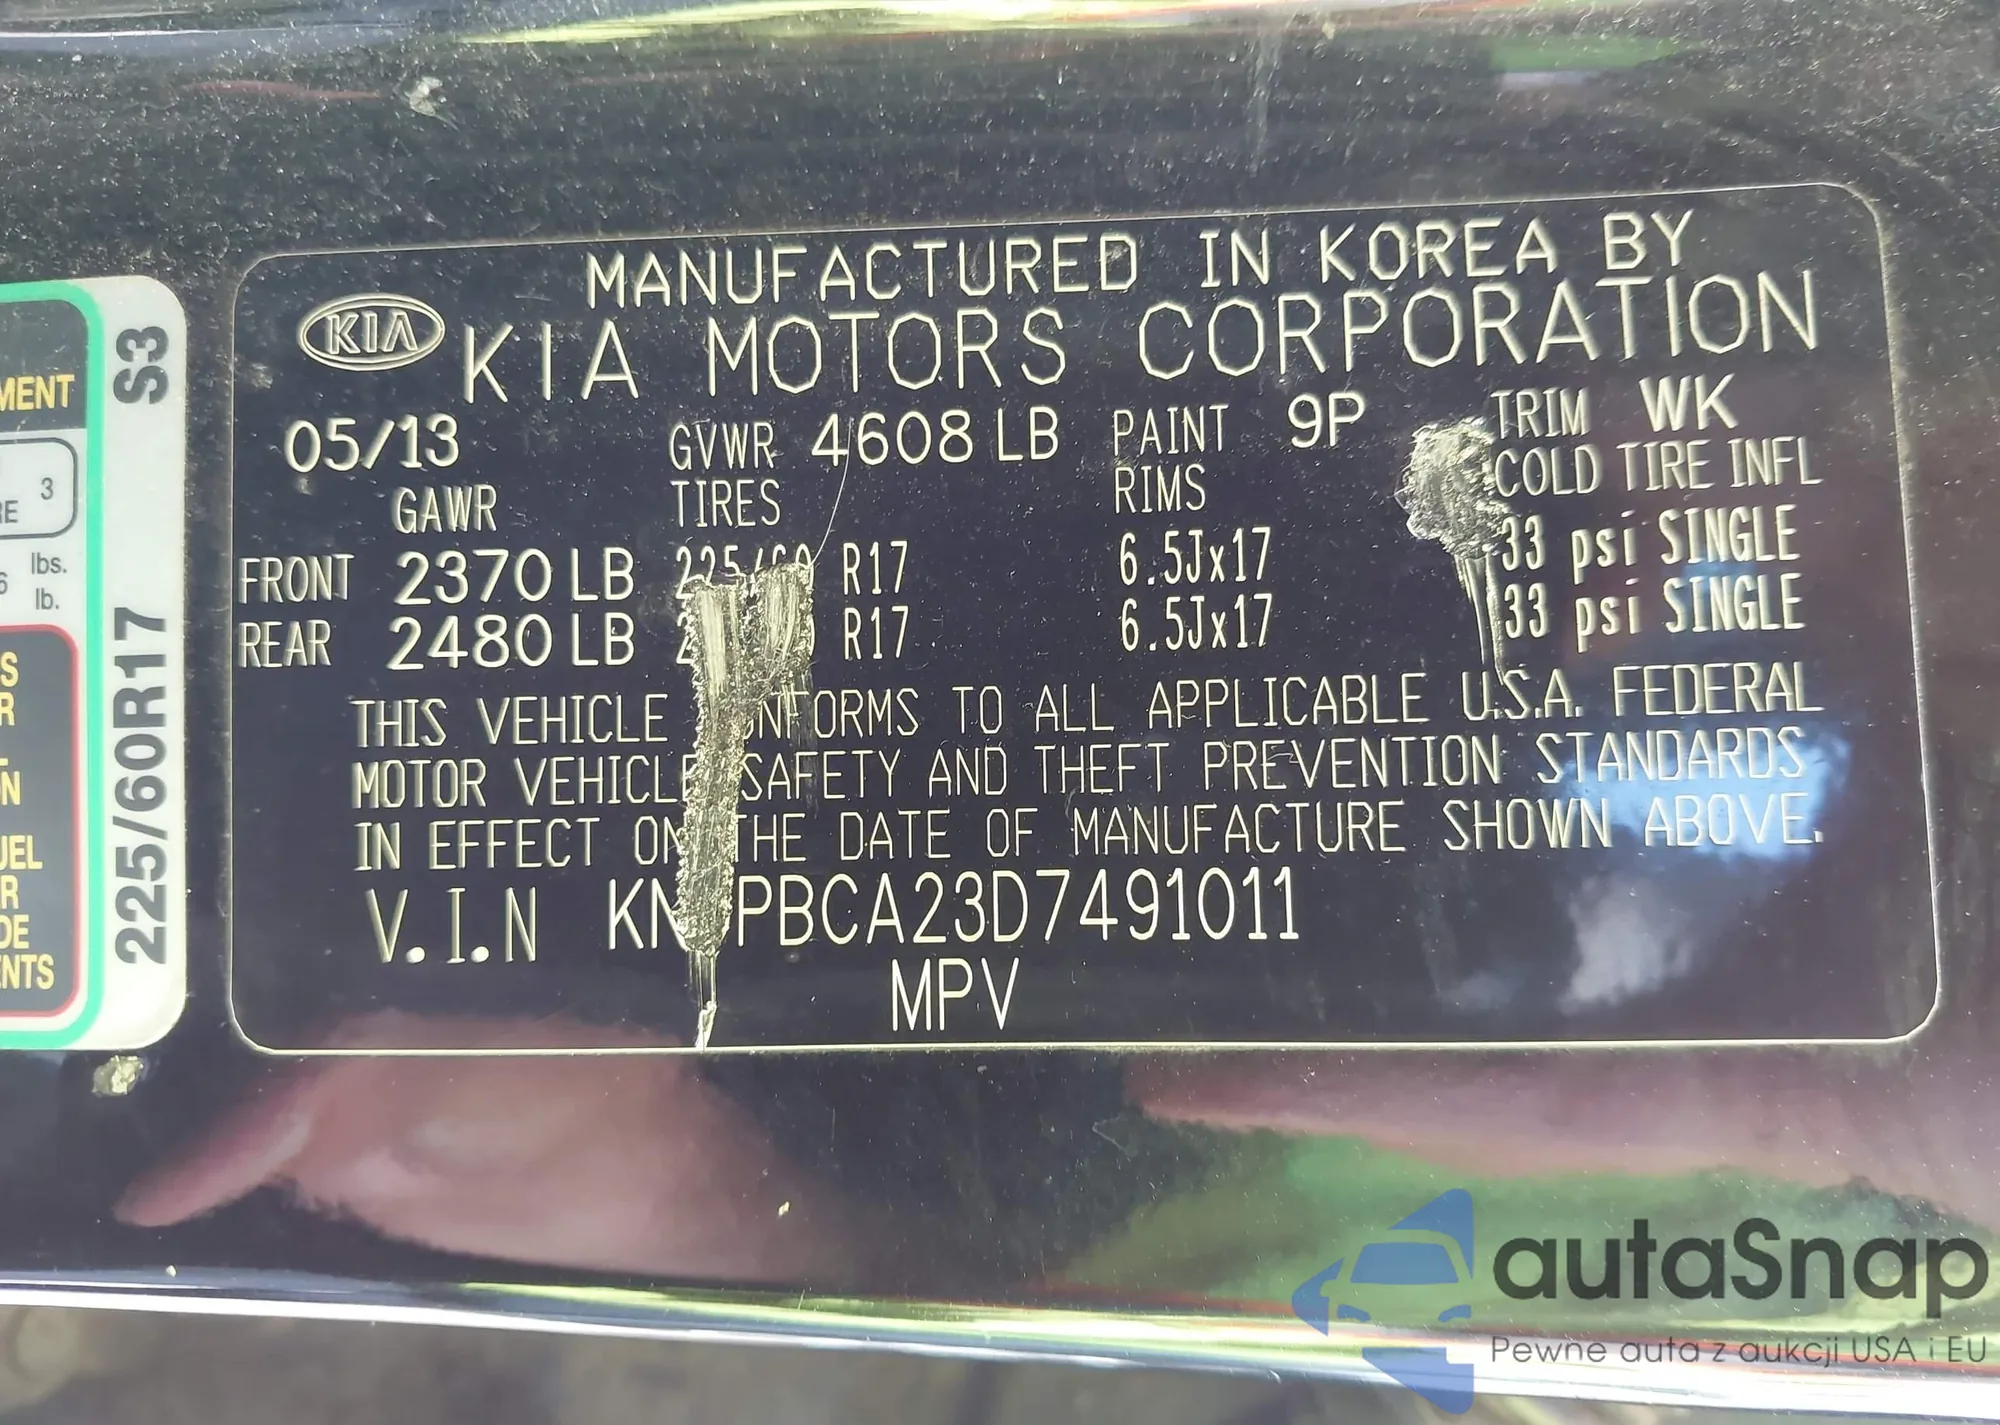 MANUFACTURED IN KOREA BY
KIA
KIA MOTORS CORPORATION
05/13 GVWR 4608 LB PAINT 9P TRIM WK
GAWR TIRES RIMS COLD TIRE INFL
FRONT 2370 LB R17 6.5Jx17 33 psi SINGLE
REAR 2480 LB R17 6.5Jx17 33 psi SINGLE
THIS VEHICLE TO ALL APPLICABLE U.S.A. FEDERAL
MOTOR VEHICLE SAFETY AND THEFT PREVENTION STANDARDS
IN EFFECT ON THE DATE OF MANUFACTURE SHOWN ABOVE.
V.I.N
MPV
S3
225/60R17
3
lbs.
lb.
autaSnap
Pewne auta z aukcji USA i EU